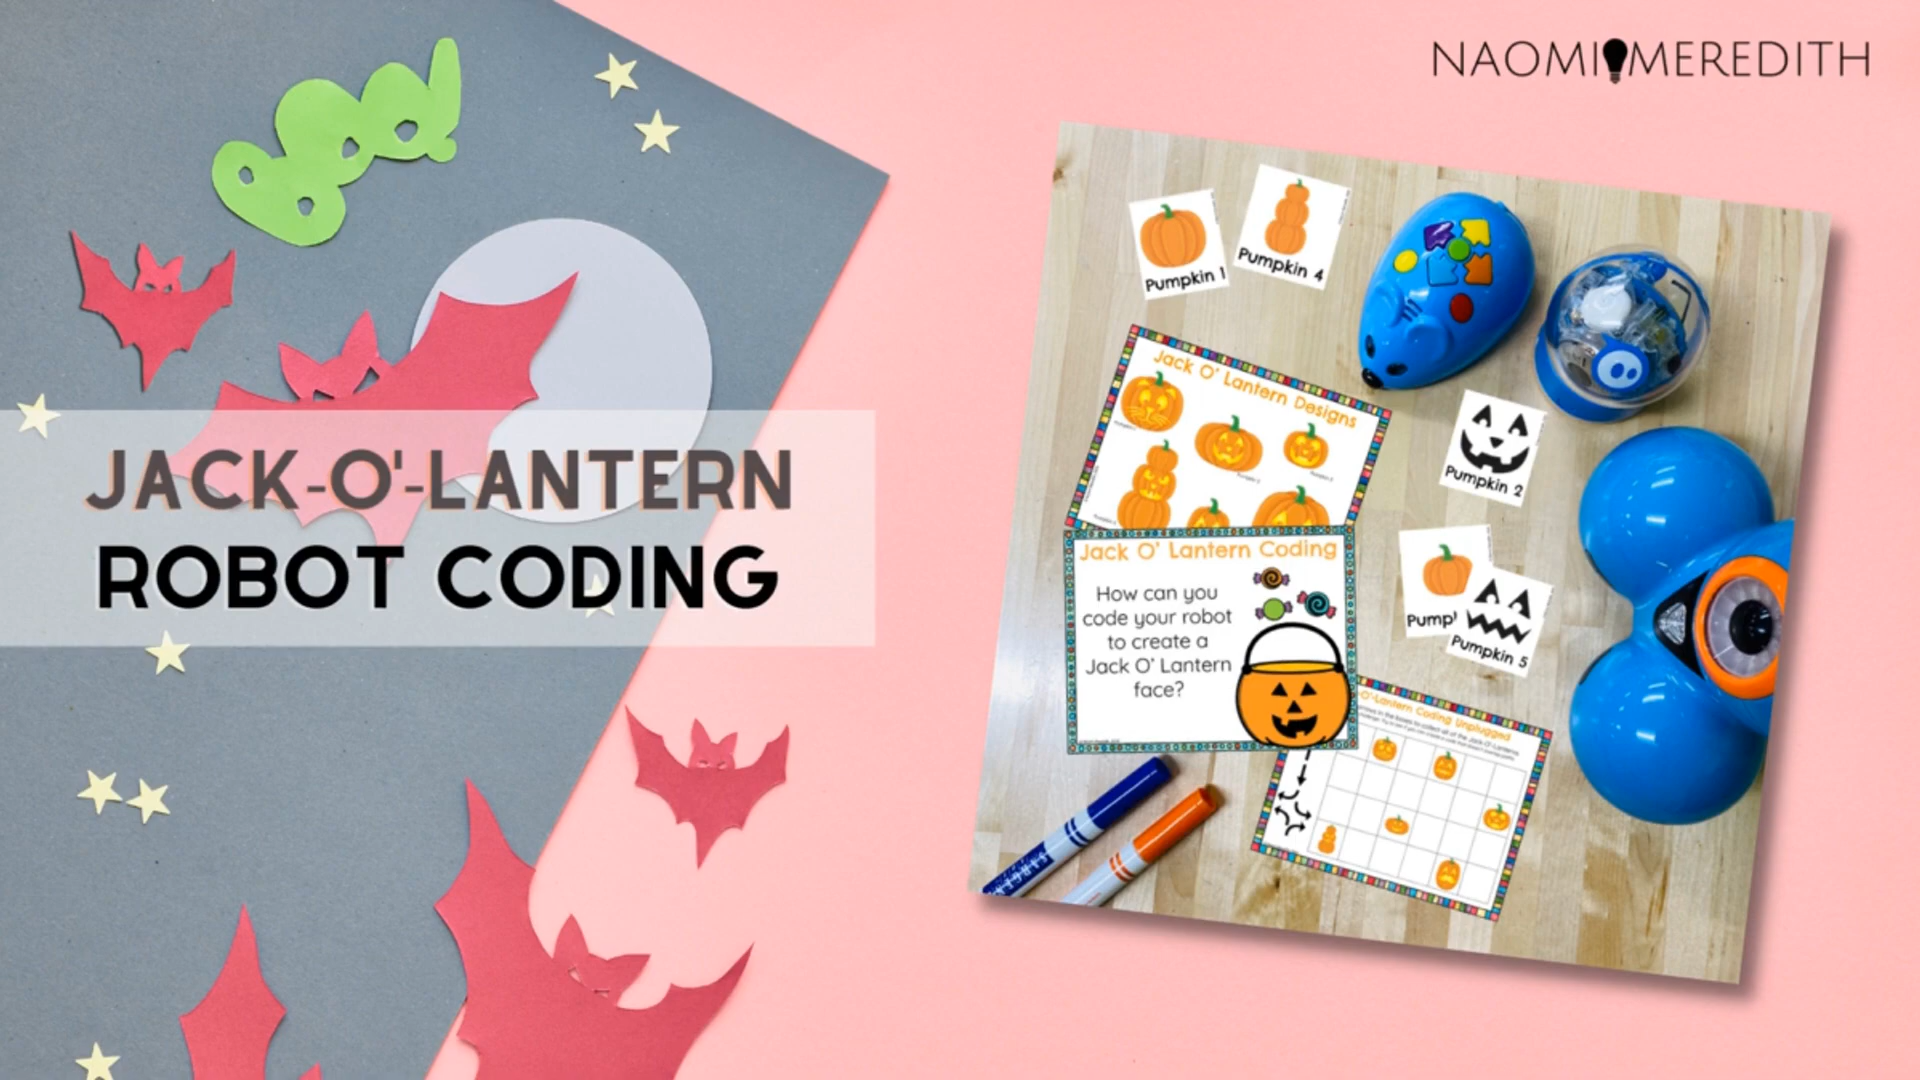 Boo!
NAOMI MEREDITH
JACK-O'-LANTERN
ROBOT CODING
Pumpkin 1
Pumpkin 4
Jack O' Lantern Designs
Pumpkin 2
Jack O' Lantern Coding
How can you
code your robot
to create a
Jack O' Lantern
face?
Pump
Pumpkin 5
-O'-Lantern Coding Unplugged